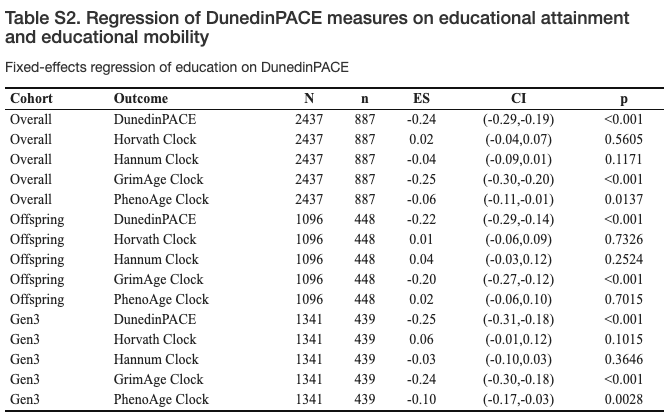 Table S2. Regression of DunedinPACE measures on educational attainment
and educational mobility
Fixed-effects regression of education on DunedinPACE
Cohort Outcome N n ES CI p
Overall DunedinPACE 2437 887 -0.24 (-0.29,-0.19) <0.001
Overall Horvath Clock 2437 887 0.02 (-0.04,0.07) 0.5605
Overall Hannum Clock 2437 887 -0.04 (-0.09,0.01) 0.1171
Overall GrimAge Clock 2437 887 -0.25 (-0.30,-0.20) <0.001
Overall PhenoAge Clock 2437 887 -0.06 (-0.11,-0.01) 0.0137
Offspring DunedinPACE 1096 448 -0.22 (-0.29,-0.14) <0.001
Offspring Horvath Clock 1096 448 0.01 (-0.06,0.09) 0.7326
Offspring Hannum Clock 1096 448 0.04 (-0.03,0.12) 0.2524
Offspring GrimAge Clock 1096 448 -0.20 (-0.27,-0.12) <0.001
Offspring PhenoAge Clock 1096 448 0.02 (-0.06,0.10) 0.7015
Gen3 DunedinPACE 1341 439 -0.25 (-0.31,-0.18) <0.001
Gen3 Horvath Clock 1341 439 0.06 (-0.01,0.12) 0.1015
Gen3 Hannum Clock 1341 439 -0.03 (-0.10,0.03) 0.3646
Gen3 GrimAge Clock 1341 439 -0.24 (-0.30,-0.18) <0.001
Gen3 PhenoAge Clock 1341 439 -0.10 (-0.17,-0.03) 0.0028